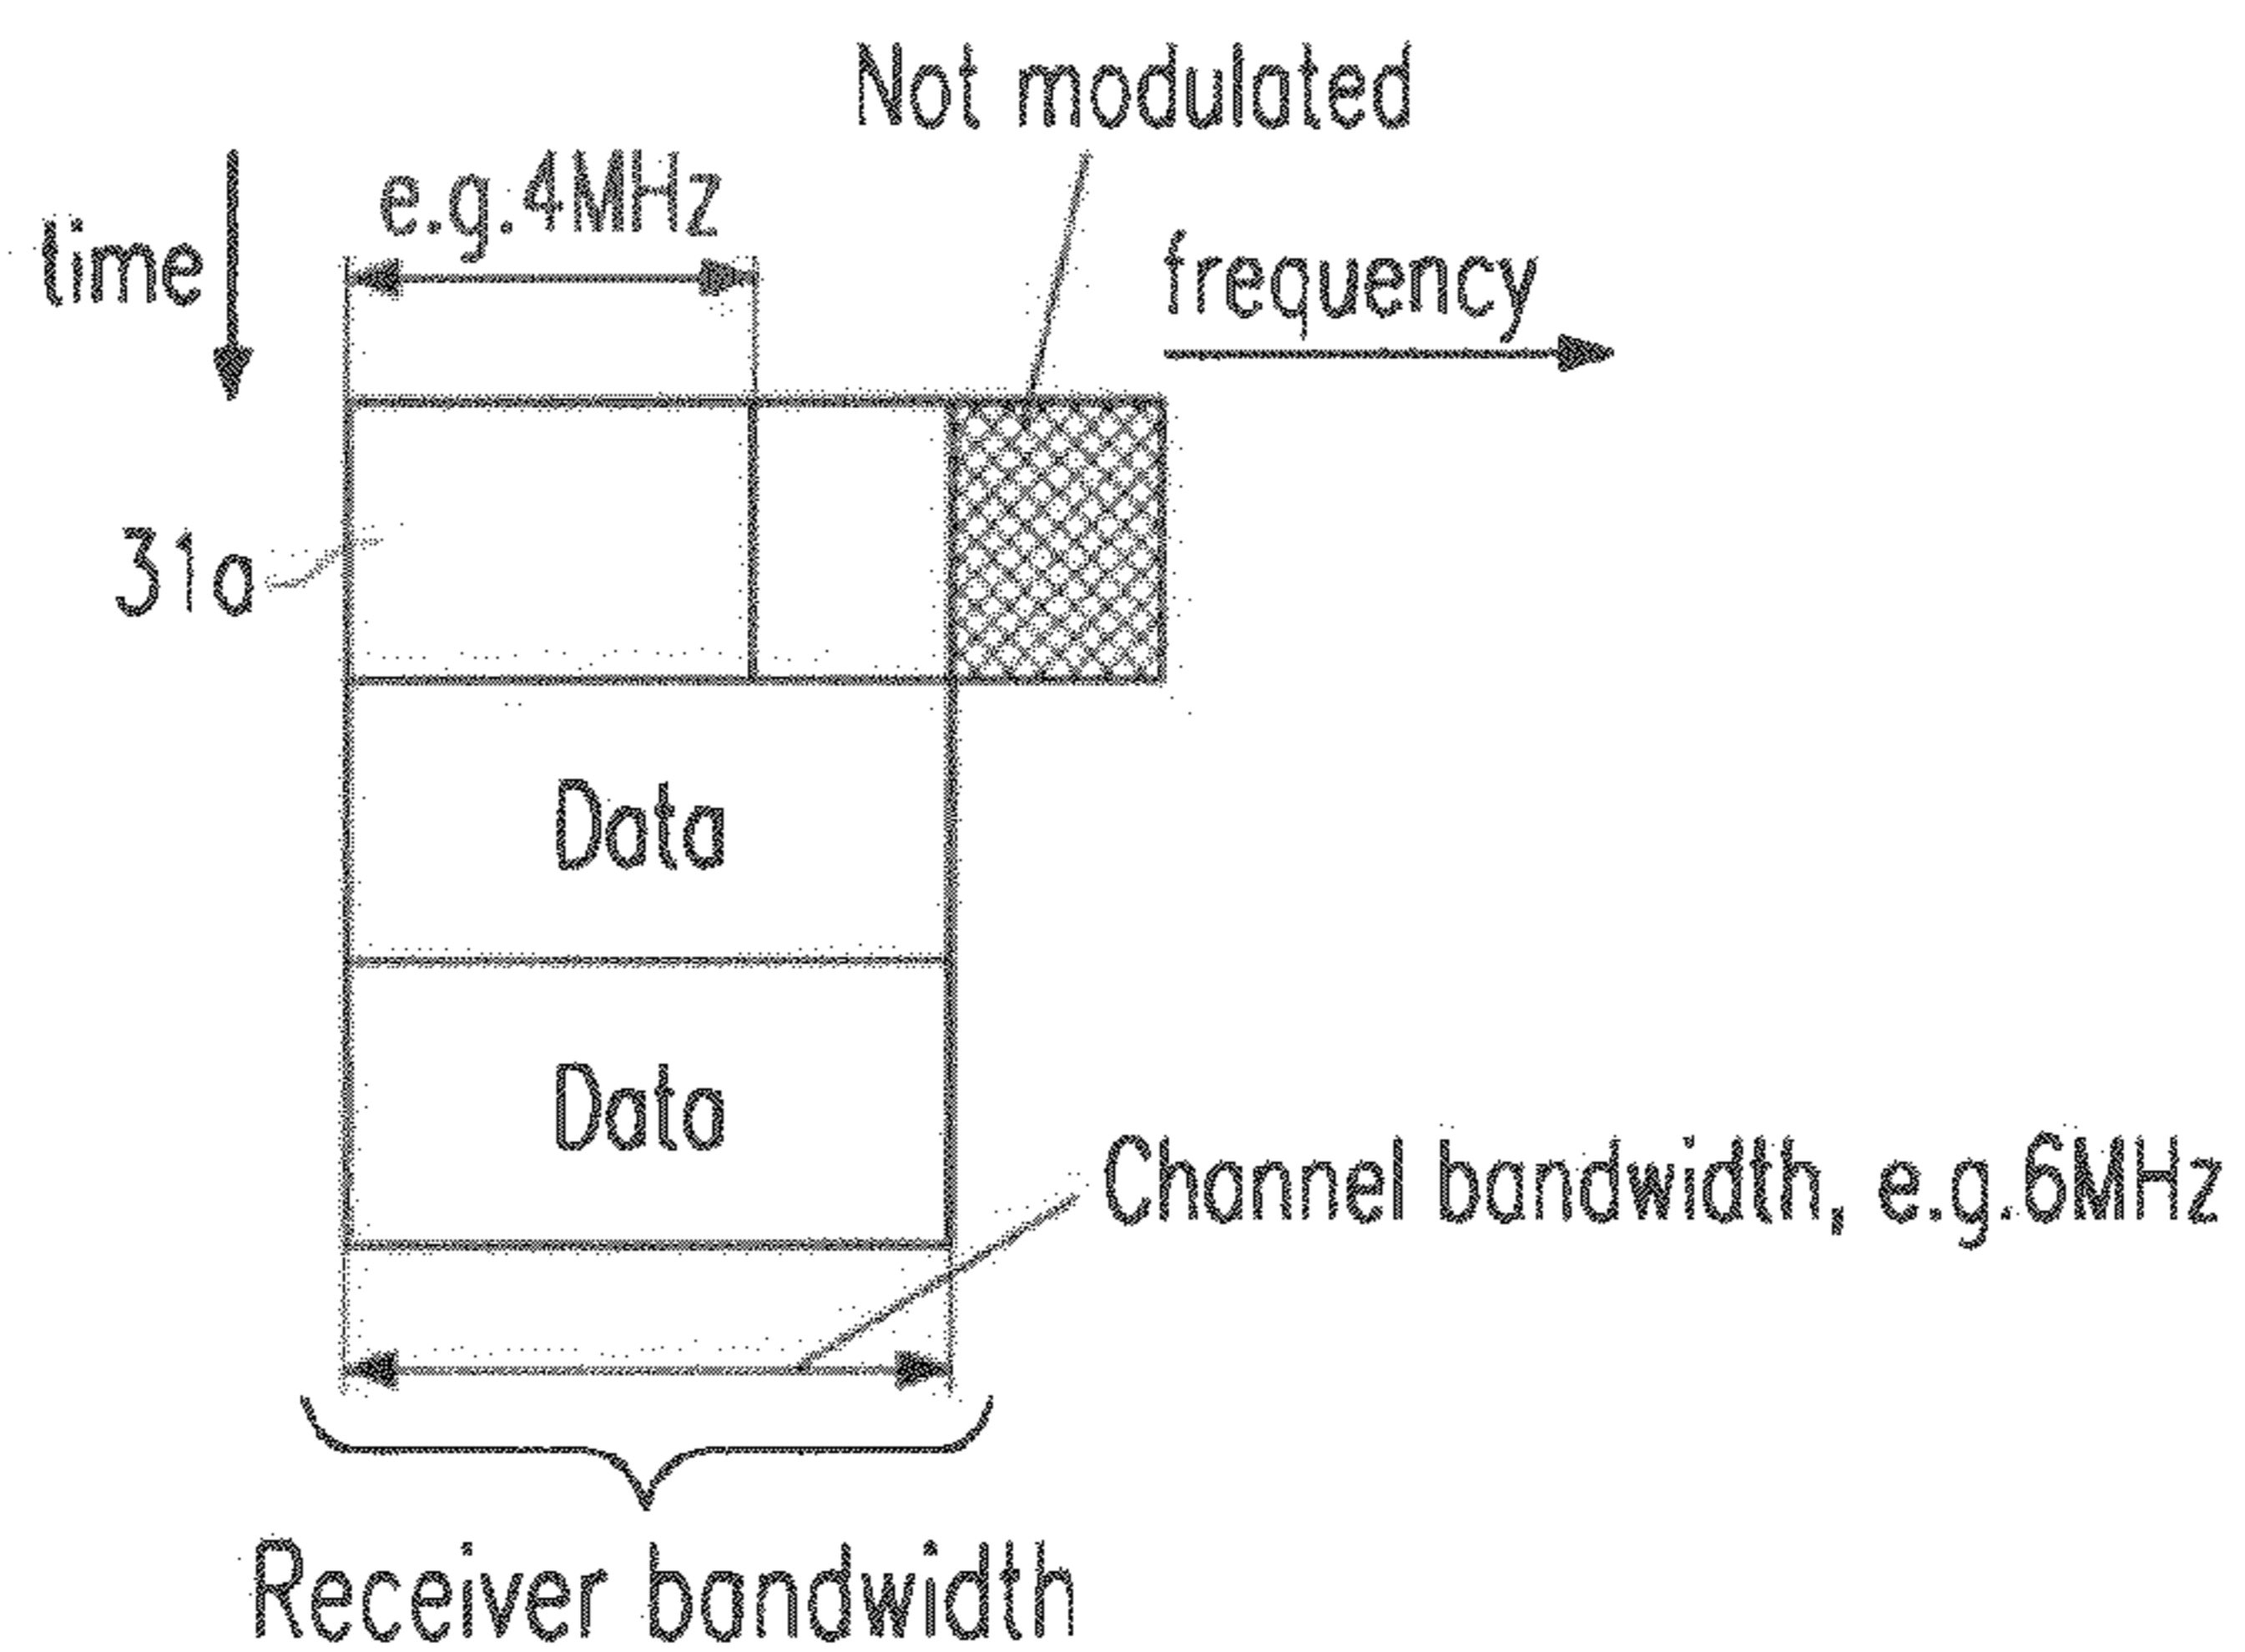 Not modulated
time
e.g.4MHz
frequency
31a
Data
Data
Channel bandwidth, e.g.6MHz
Receiver bandwidth